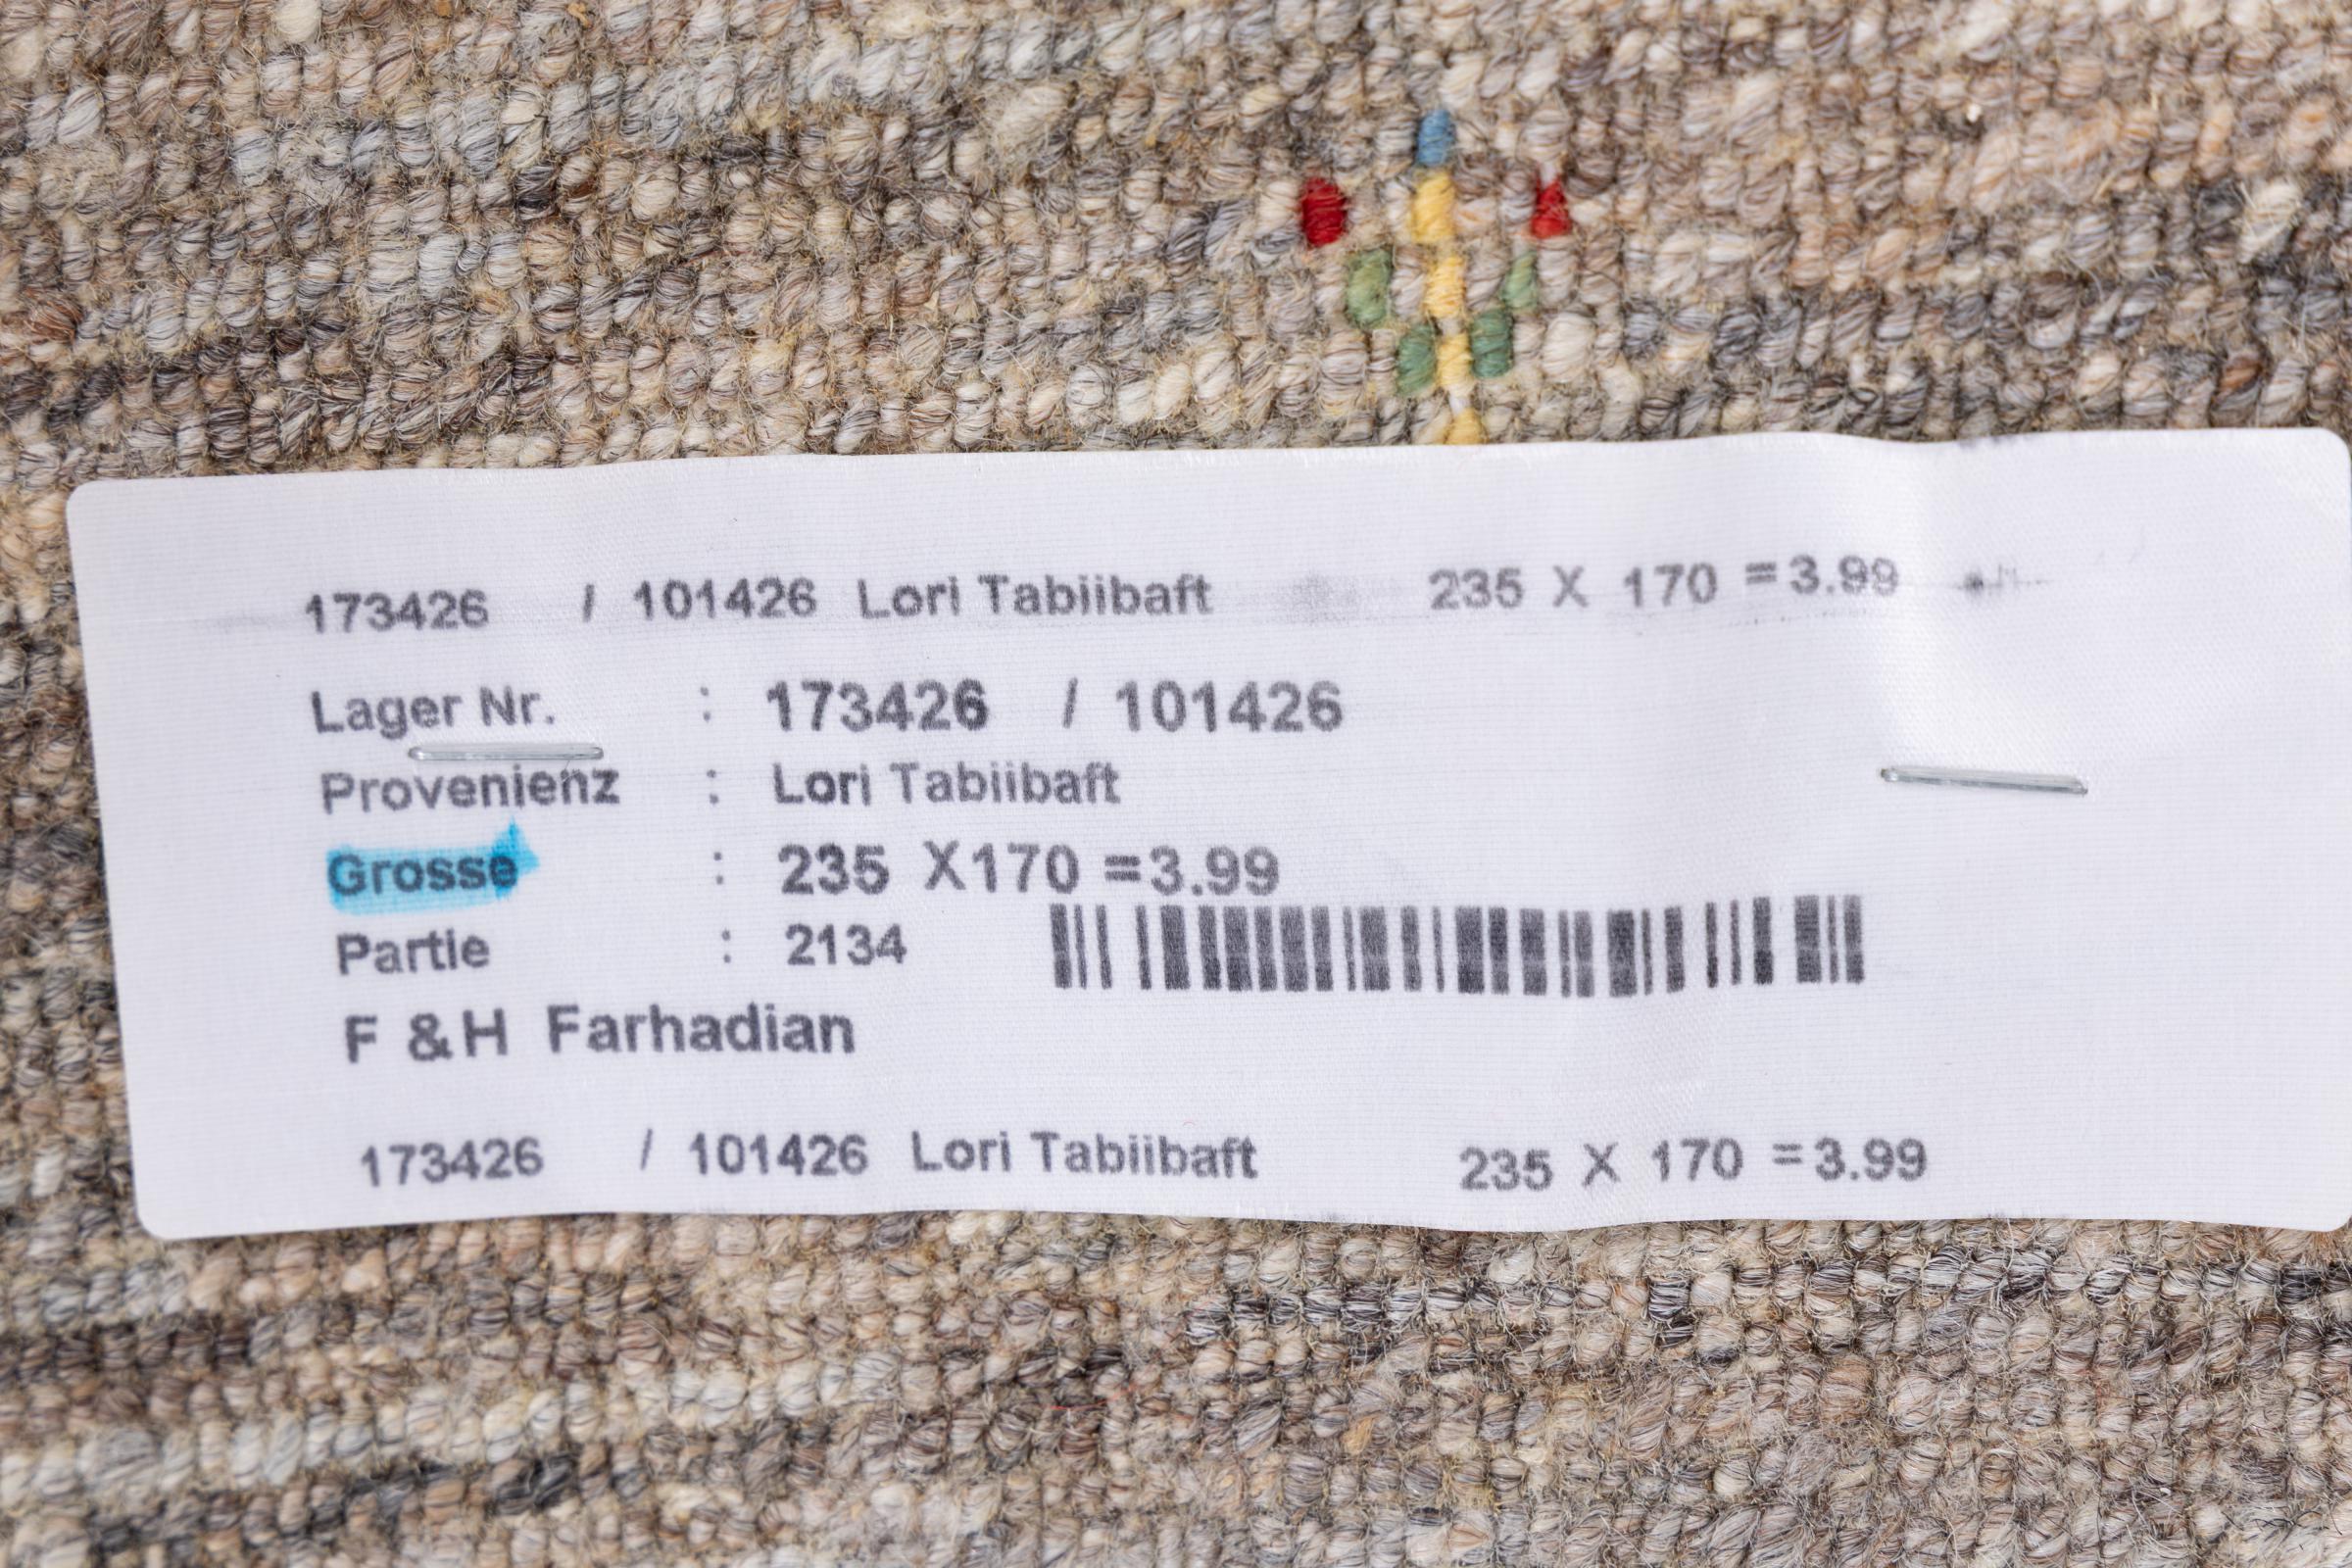 173426 / 101426 Lori Tabiibaft 235 X 170 =3.99
Lager Nr. : 173426 / 101426
Provenienz : Lori Tabiibaft
Grosse : 235 X170 =3.99
Partie : 2134
F &H Farhadian
173426 / 101426 Lori Tabiibaft 235 X 170 =3.99